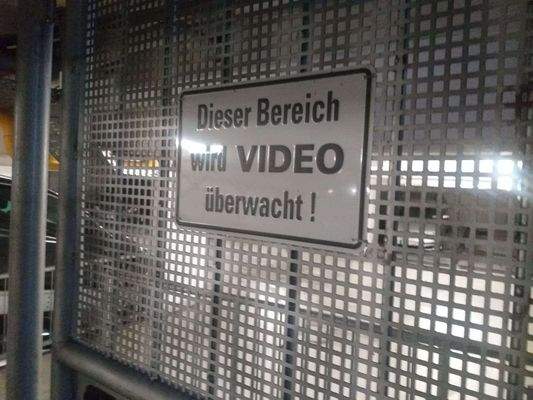 Dieser Bereich
wird VIDEO
überwacht !